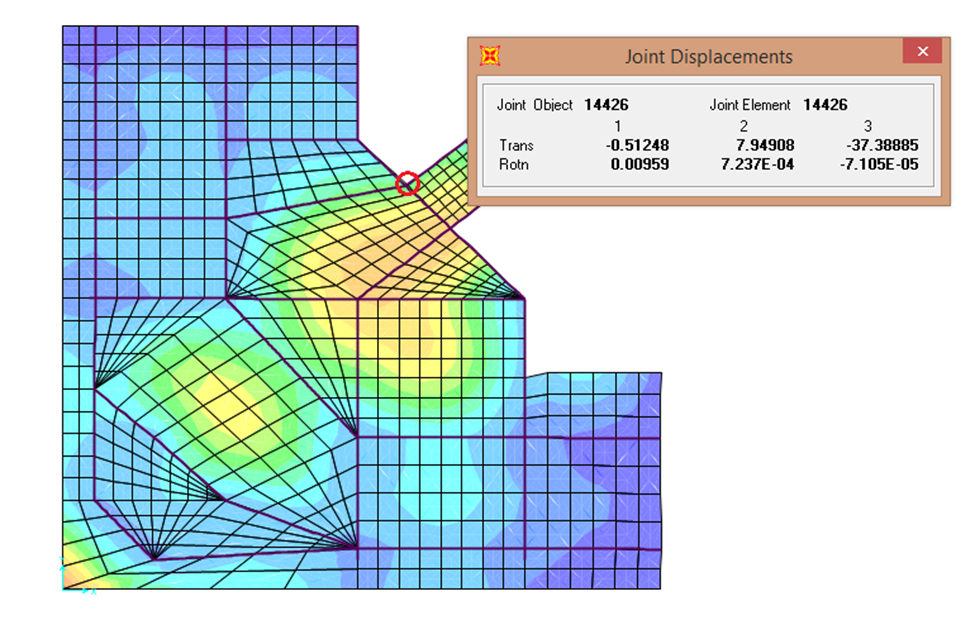 Joint Displacements
Joint Object 14426 Joint Element 14426
1 2 3
Trans -0.51248 7.94908 -37.38885
Rotn 0.00959 7.237E-04 -7.105E-05